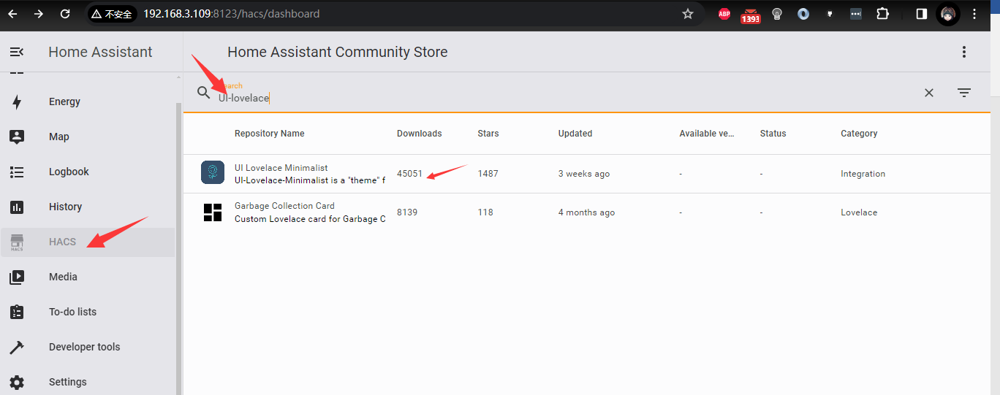 不安全 192.168.3.109:8123/hacs/dashboard
ABP
1393
Home Assistant
Home Assistant Community Store
Search
UI-lovelace
Energy
Map
Logbook
History
HACS
HACS
Media
To-do lists
Developer tools
Settings
Repository Name Downloads Stars Updated Available ve... Status Category
UI Lovelace Minimalist
UI-Lovelace-Minimalist is a "theme" f 45051 1487 3 weeks ago - - Integration
Garbage Collection Card
Custom Lovelace card for Garbage C 8139 118 4 months ago - - Lovelace